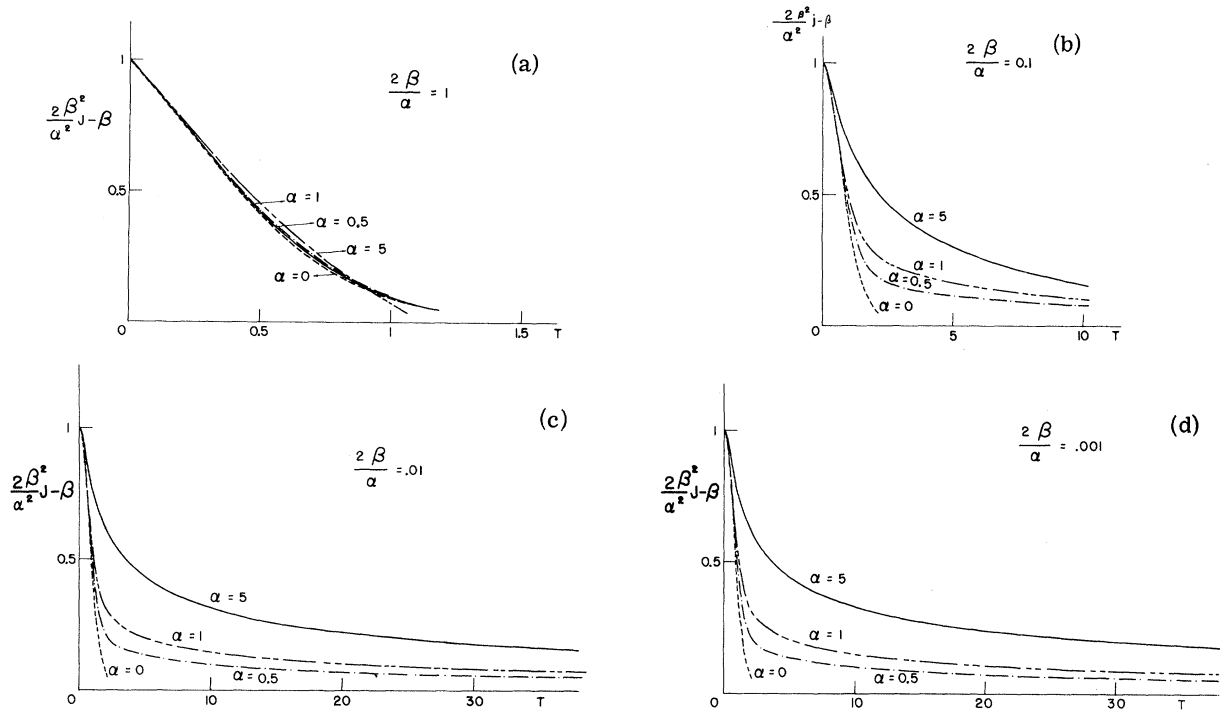 (a)
2β/α = 1
1
2β²/α² J-β
0.5
α = 1
α = 0.5
α = 5
α = 0
0
0.5
1.0
1.5
T
2β²/α² j-β
(b)
2β/α = 0.1
1
0.5
α = 5
α = 1
α = 0.5
α = 0
0
5
10
T
(c)
2β/α = .01
1
2β²/α² J-β
0.5
α = 5
α = 1
α = 0
α = 0.5
0
10
20
30
T
(d)
2β/α = .001
1
2β²/α² J-β
0.5
α = 5
α = 1
α = 0
α = 0.5
0
10
20
30
T